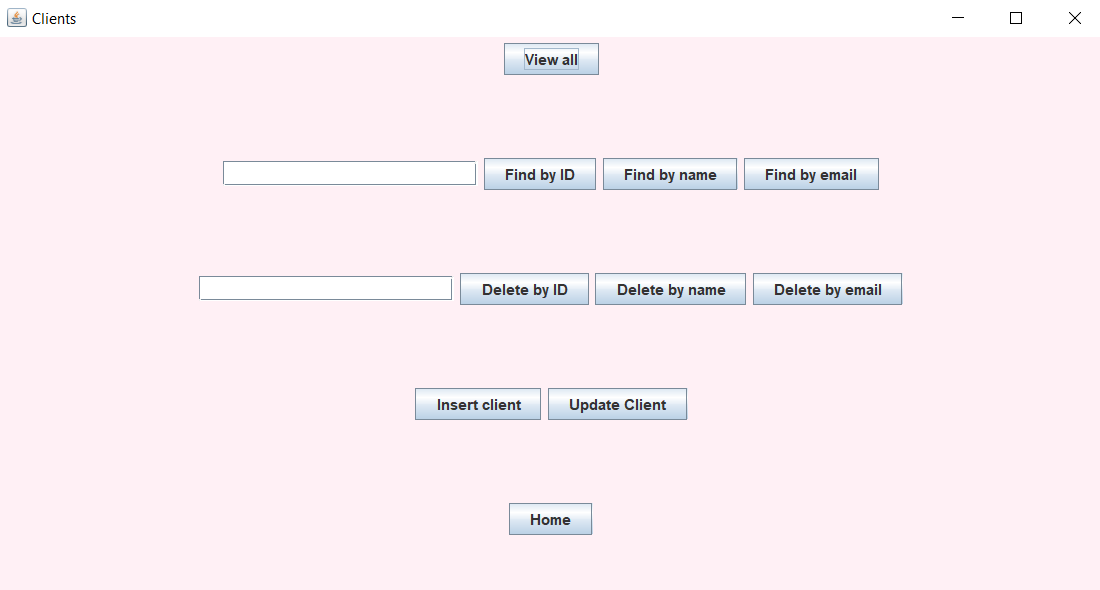 Clients
View all
Find by ID Find by name Find by email
Delete by ID Delete by name Delete by email
Insert client Update Client
Home